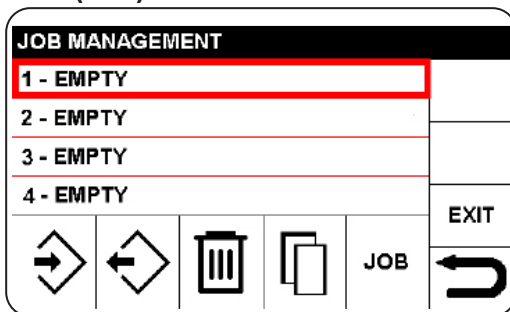 JOB MANAGEMENT
1 - EMPTY
2 - EMPTY
3 - EMPTY
4 - EMPTY
EXIT
JOB